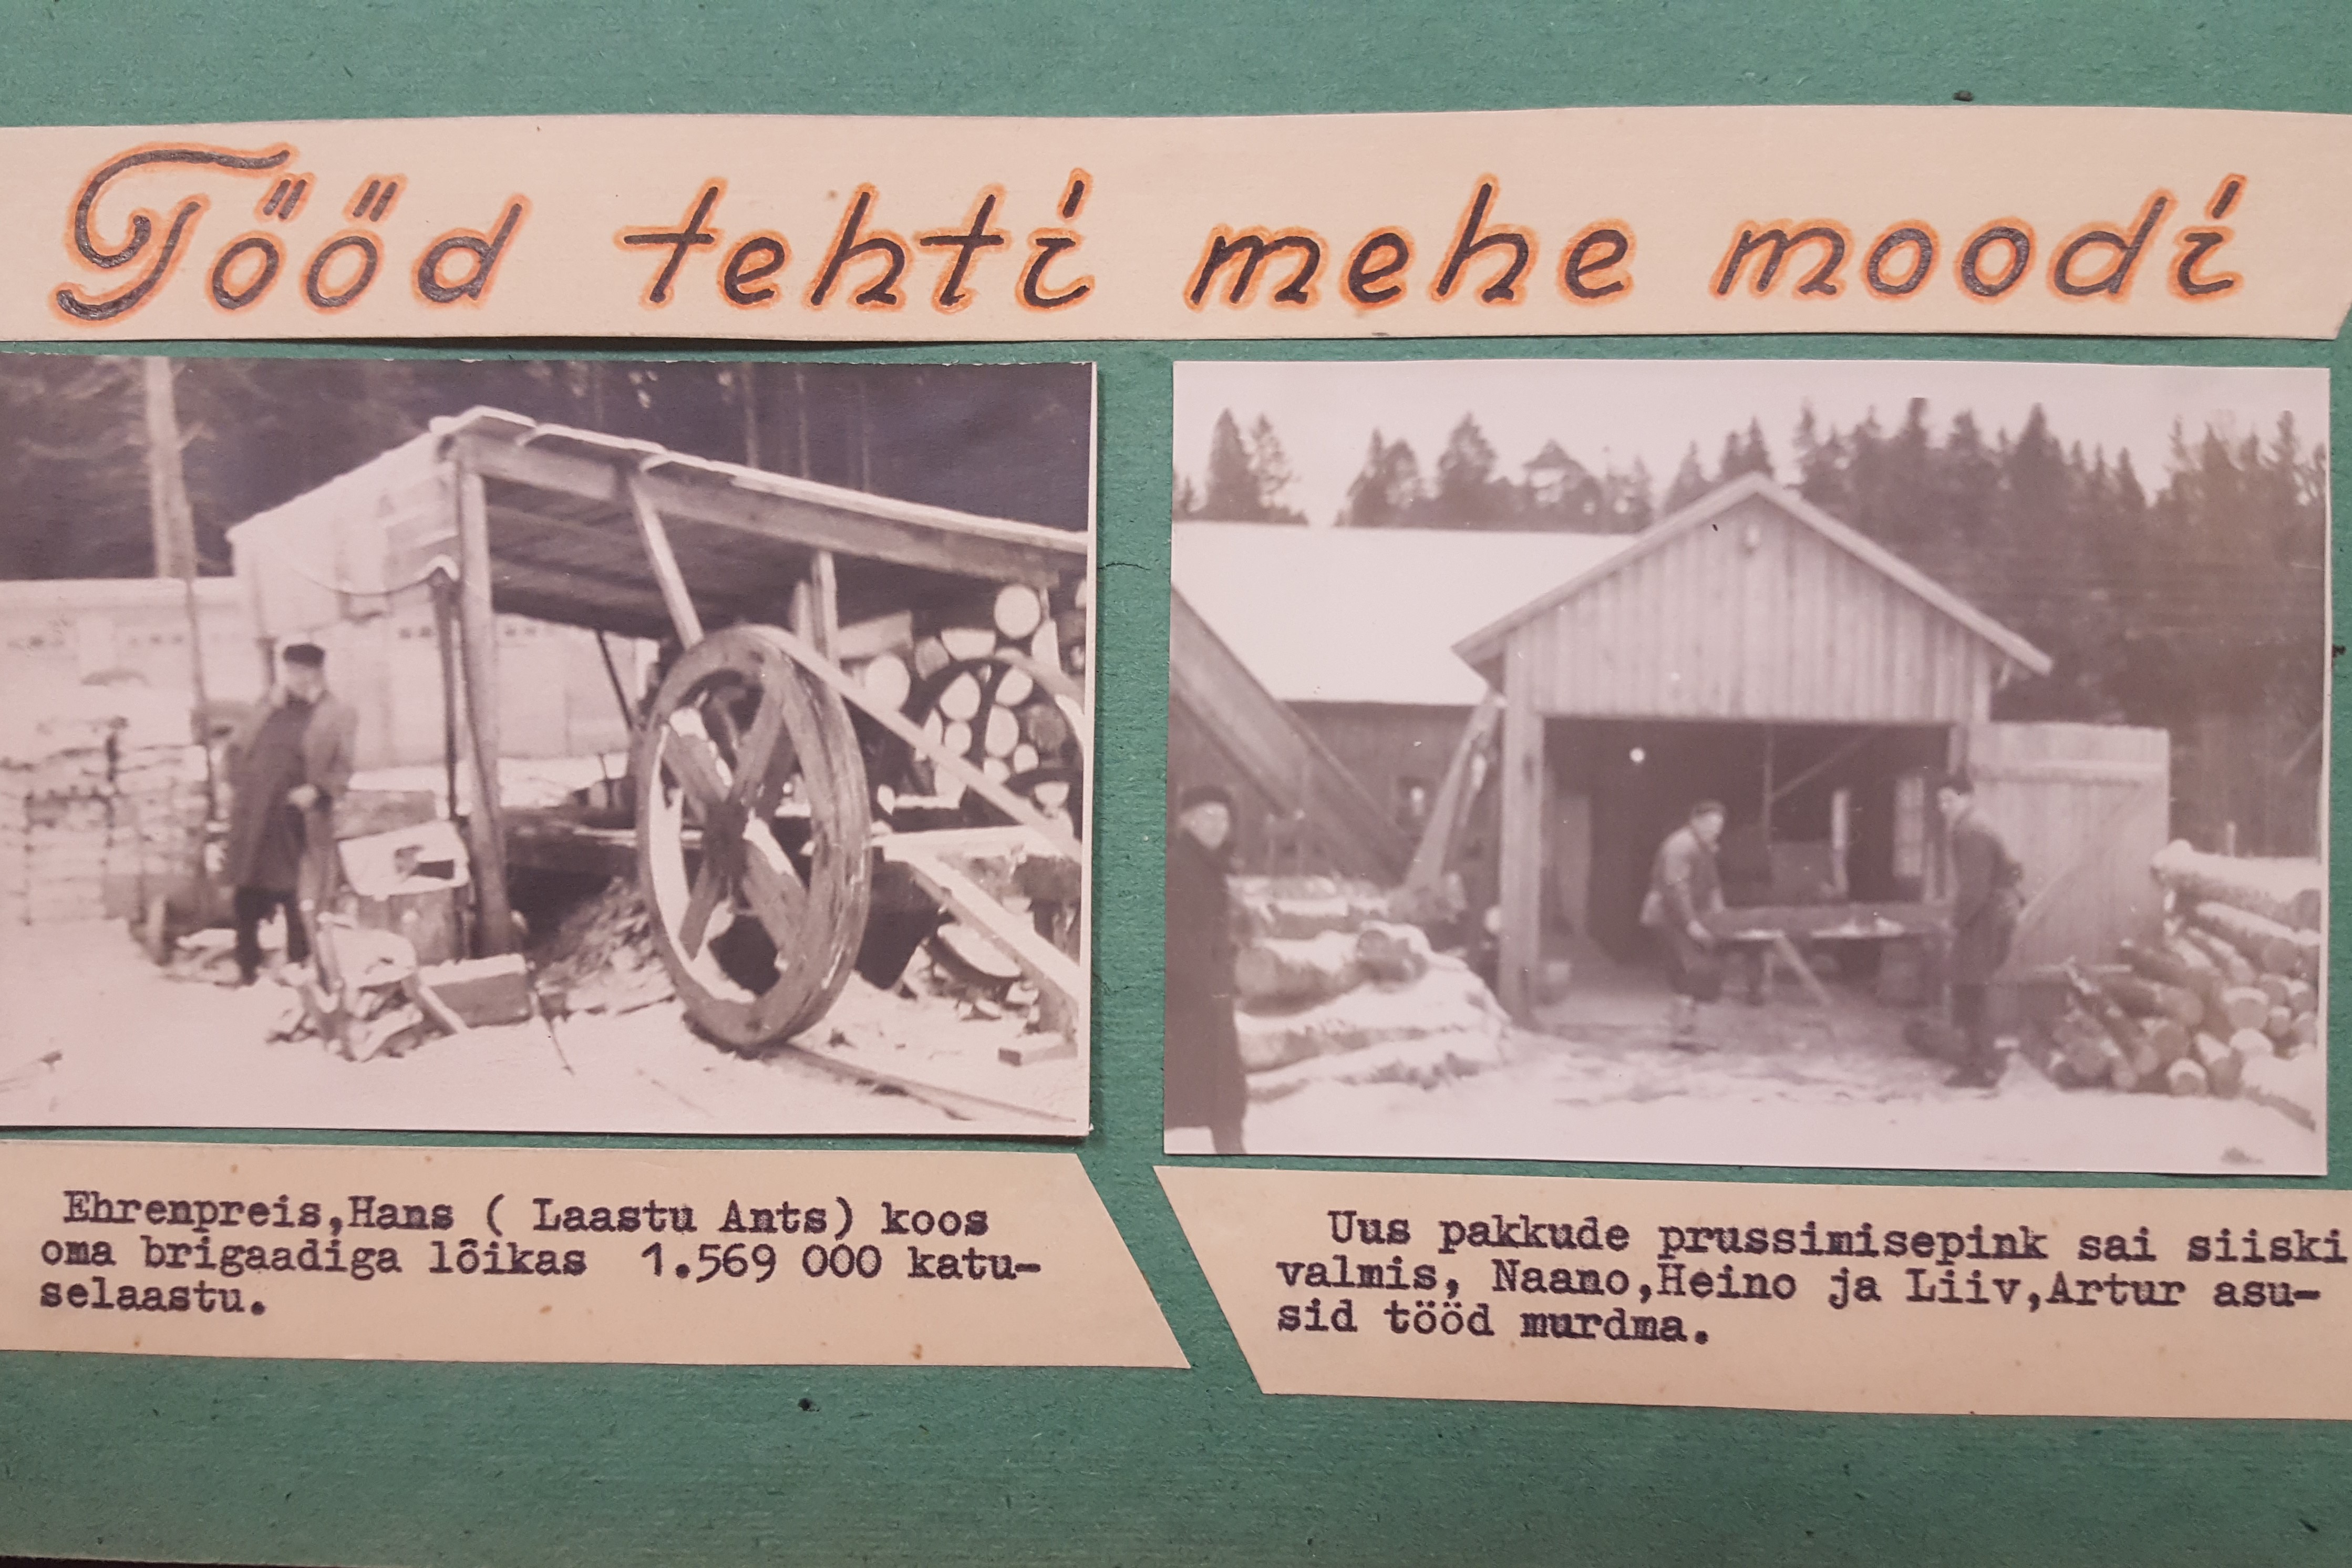 Tööd tehti mehe moodi
Ehrenpreis,Hans ( Laastu Ants) koos
oma brigaadiga lõikas 1.569 000 katu-
selaastu.
Uus pakkude prussimisepink sai siiski
valmis, Naano,Heino ja Liiv,Artur asu-
sid tööd murdma.